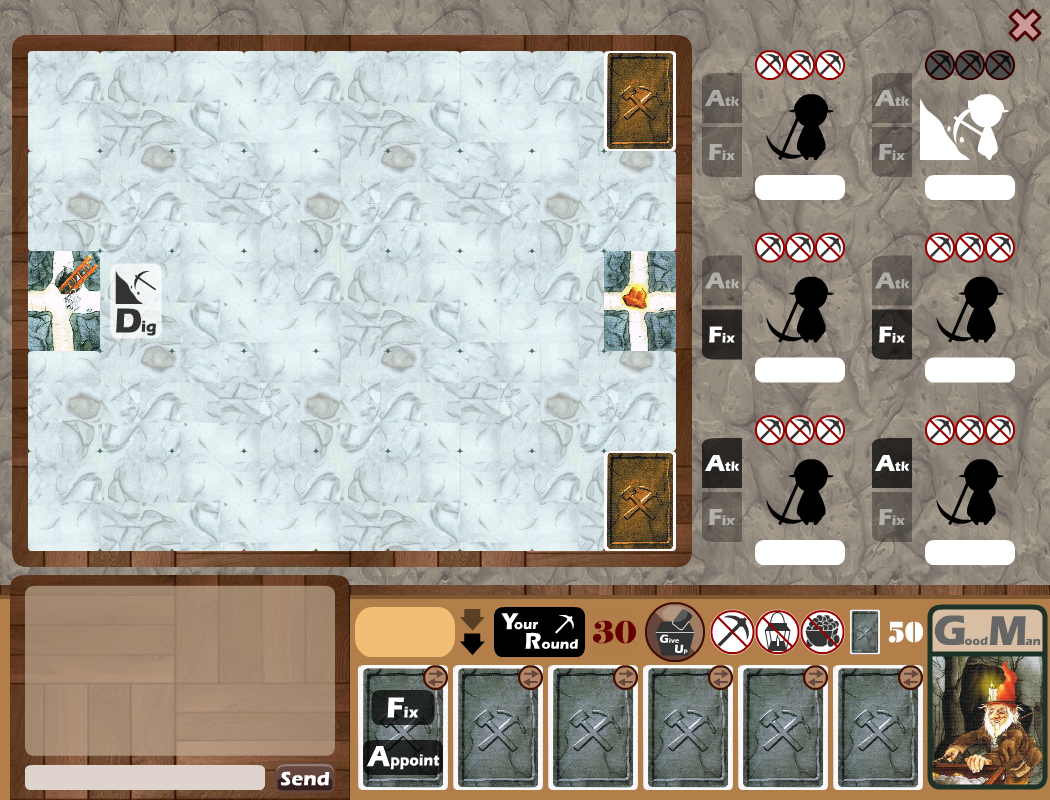 Atk
Fix
Atk
Fix
Dig
Atk
Fix
Atk
Fix
Atk
Fix
Atk
Fix
Your
Round
30
Give
Up
50
Good Man
Fix
Appoint
Send